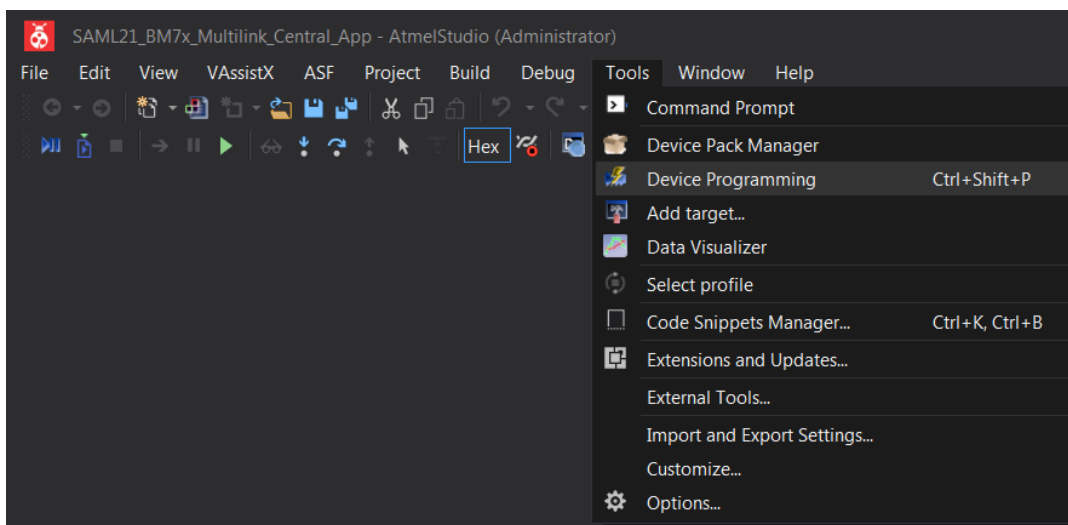 SAML21_BM7x_Multilink_Central_App - AtmelStudio (Administrator)
File Edit View VAssistX ASF Project Build Debug Tools Window Help
Command Prompt
Hex
Device Pack Manager
Device Programming Ctrl+Shift+P
Add target...
Data Visualizer
Select profile
Code Snippets Manager... Ctrl+K, Ctrl+B
Extensions and Updates...
External Tools...
Import and Export Settings...
Customize...
Options...